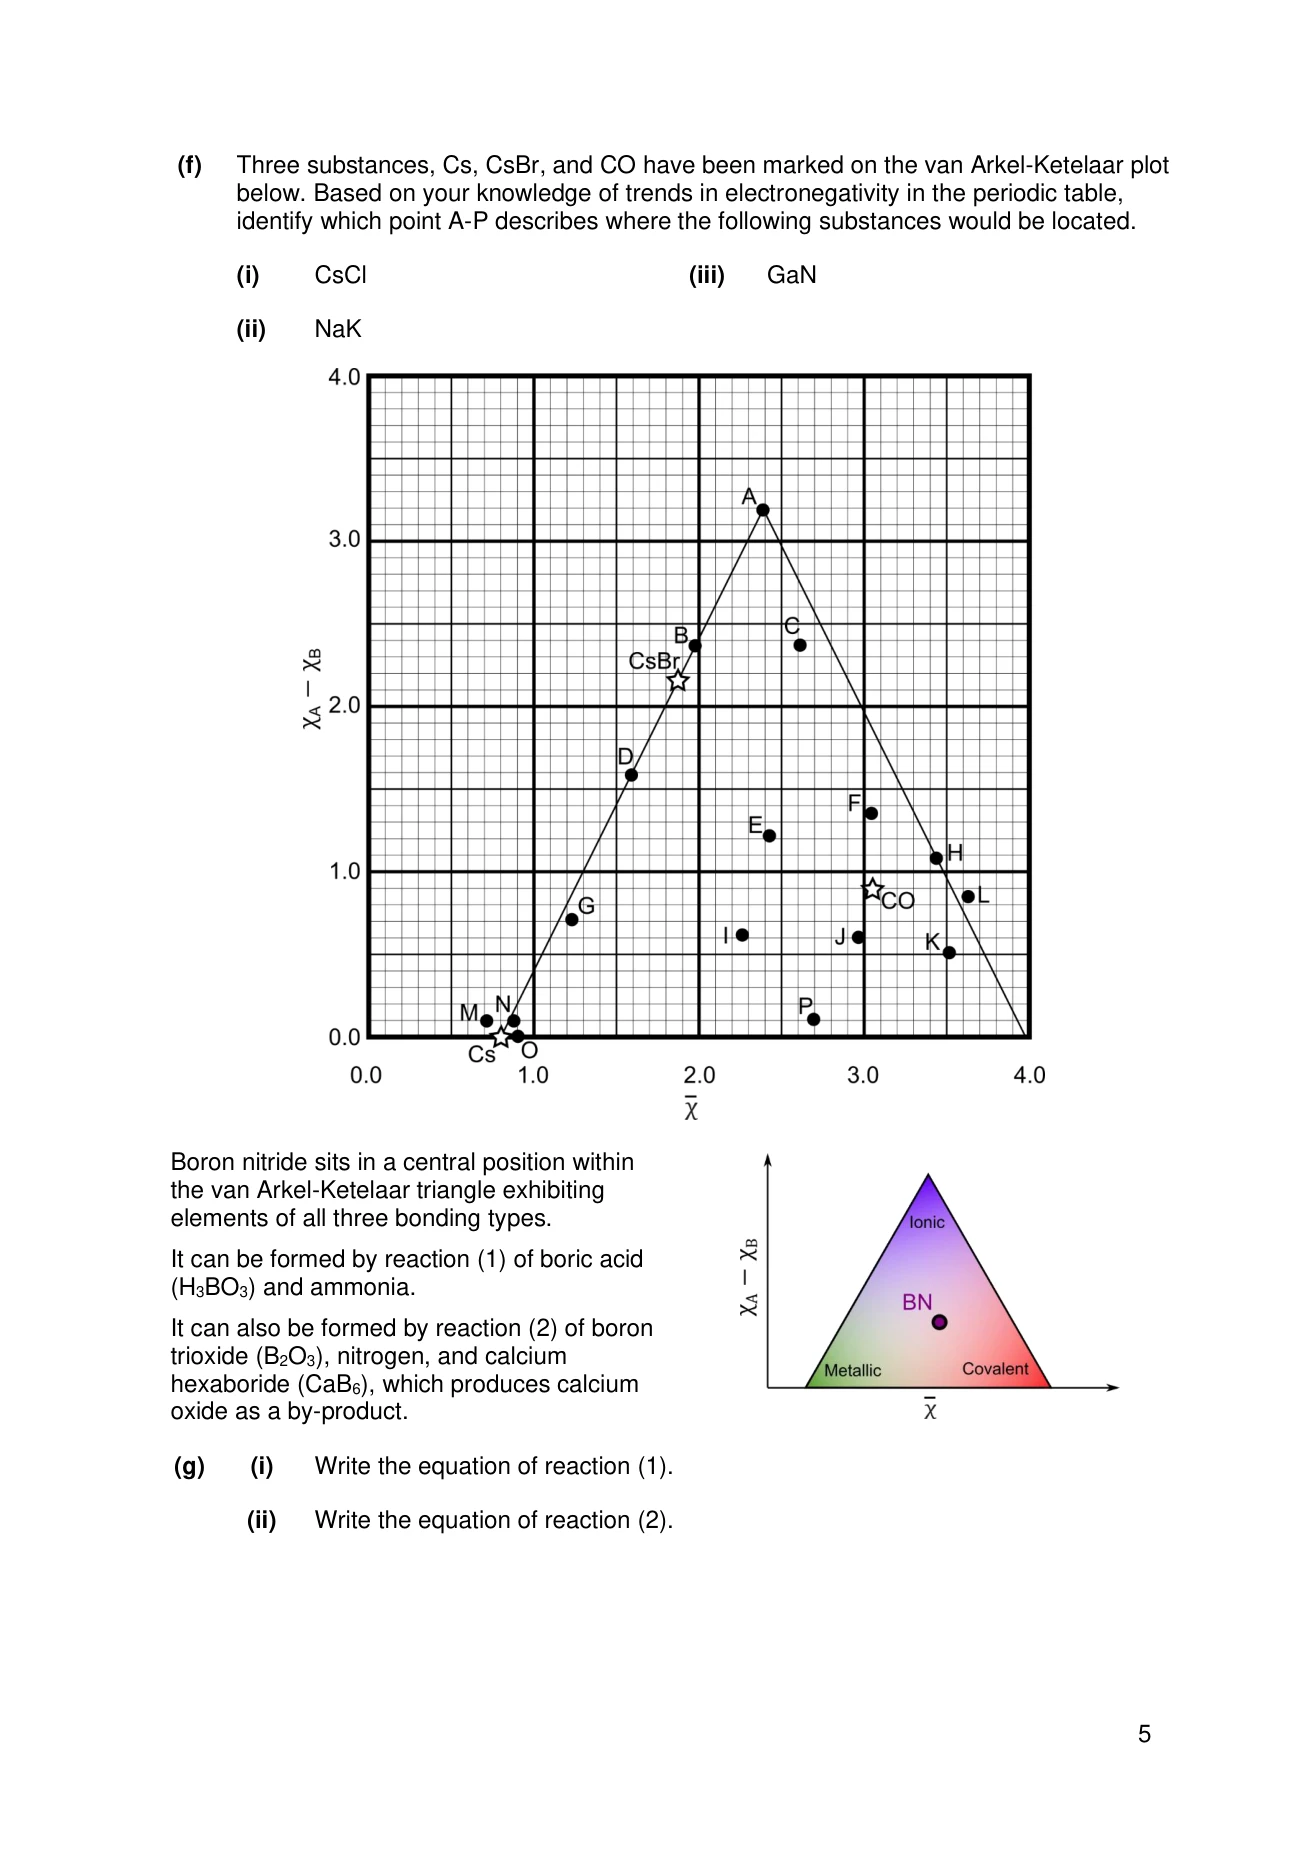 (f) Three substances, Cs, CsBr, and CO have been marked on the van Arkel-Ketelaar plot
below. Based on your knowledge of trends in electronegativity in the periodic table,
identify which point A-P describes where the following substances would be located.
(i) CsCl (iii) GaN
(ii) NaK
4.0
A
3.0
B
C
CsBr
χA − χB
2.0
D
F
E
H
1.0
L
CO
G
I
J
K
M
N
P
0.0
Cs
O
0.0 1.0 2.0 3.0 4.0
χ̅
Boron nitride sits in a central position within
the van Arkel-Ketelaar triangle exhibiting
elements of all three bonding types.
It can be formed by reaction (1) of boric acid
(H₃BO₃) and ammonia.
It can also be formed by reaction (2) of boron
trioxide (B₂O₃), nitrogen, and calcium
hexaboride (CaB₆), which produces calcium
oxide as a by-product.
Ionic
χA − χB
BN
Metallic Covalent
χ̅
(g) (i) Write the equation of reaction (1).
(ii) Write the equation of reaction (2).
5